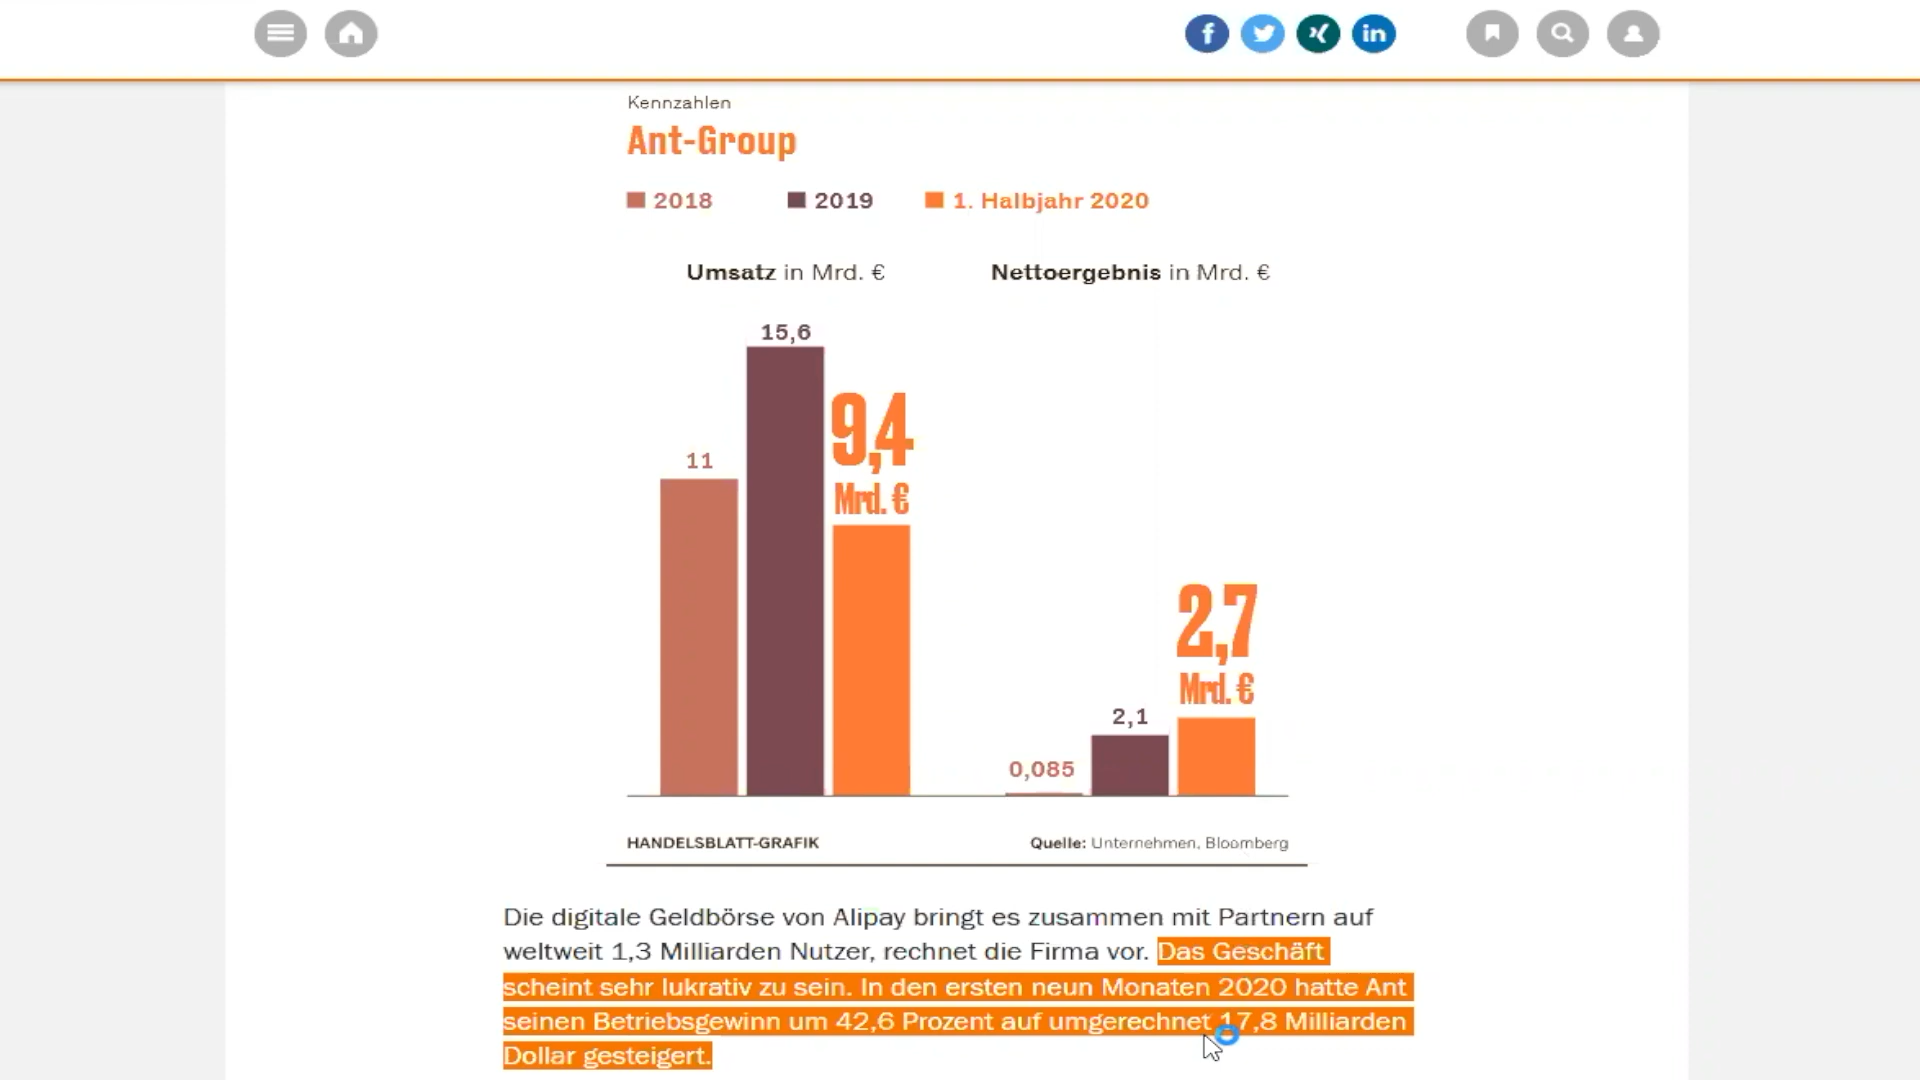 f in
Kennzahlen
Ant-Group
2018 2019 1. Halbjahr 2020
Umsatz in Mrd. € Nettoergebnis in Mrd. €
15,6
11
9,4
Mrd. €
2,7
Mrd. €
2,1
0,085
HANDELSBLATT-GRAFIK Quelle: Unternehmen, Bloomberg
Die digitale Geldbörse von Alipay bringt es zusammen mit Partnern auf
weltweit 1,3 Milliarden Nutzer, rechnet die Firma vor. Das Geschäft
scheint sehr lukrativ zu sein. In den ersten neun Monaten 2020 hatte Ant
seinen Betriebsgewinn um 42,6 Prozent auf umgerechnet 17,8 Milliarden
Dollar gesteigert.